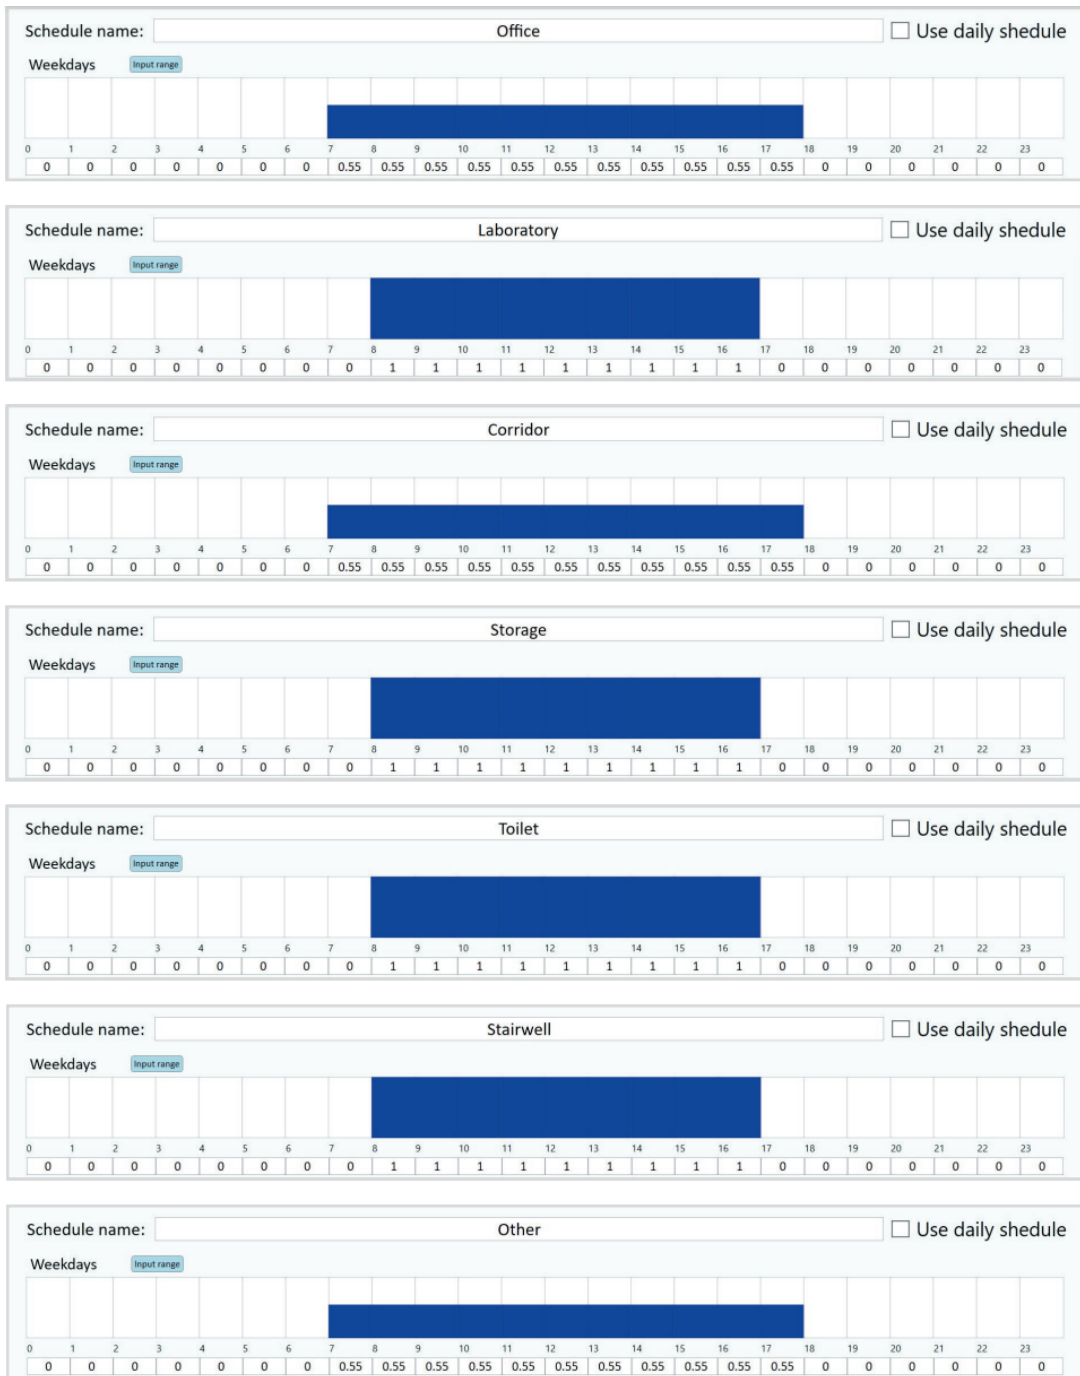 Schedule name: Office Use daily shedule
Weekdays Input range
0 1 2 3 4 5 6 7 8 9 10 11 12 13 14 15 16 17 18 19 20 21 22 23
0 0 0 0 0 0 0 0.55 0.55 0.55 0.55 0.55 0.55 0.55 0.55 0.55 0.55 0.55 0 0 0 0 0 0
Schedule name: Laboratory Use daily shedule
Weekdays Input range
0 1 2 3 4 5 6 7 8 9 10 11 12 13 14 15 16 17 18 19 20 21 22 23
0 0 0 0 0 0 0 0 1 1 1 1 1 1 1 1 1 0 0 0 0 0 0 0
Schedule name: Corridor Use daily shedule
Weekdays Input range
0 1 2 3 4 5 6 7 8 9 10 11 12 13 14 15 16 17 18 19 20 21 22 23
0 0 0 0 0 0 0 0.55 0.55 0.55 0.55 0.55 0.55 0.55 0.55 0.55 0.55 0.55 0 0 0 0 0 0
Schedule name: Storage Use daily shedule
Weekdays Input range
0 1 2 3 4 5 6 7 8 9 10 11 12 13 14 15 16 17 18 19 20 21 22 23
0 0 0 0 0 0 0 0 1 1 1 1 1 1 1 1 1 0 0 0 0 0 0 0
Schedule name: Toilet Use daily shedule
Weekdays Input range
0 1 2 3 4 5 6 7 8 9 10 11 12 13 14 15 16 17 18 19 20 21 22 23
0 0 0 0 0 0 0 0 1 1 1 1 1 1 1 1 1 0 0 0 0 0 0 0
Schedule name: Stairwell Use daily shedule
Weekdays Input range
0 1 2 3 4 5 6 7 8 9 10 11 12 13 14 15 16 17 18 19 20 21 22 23
0 0 0 0 0 0 0 0 1 1 1 1 1 1 1 1 1 0 0 0 0 0 0 0
Schedule name: Other Use daily shedule
Weekdays Input range
0 1 2 3 4 5 6 7 8 9 10 11 12 13 14 15 16 17 18 19 20 21 22 23
0 0 0 0 0 0 0 0.55 0.55 0.55 0.55 0.55 0.55 0.55 0.55 0.55 0.55 0.55 0 0 0 0 0 0